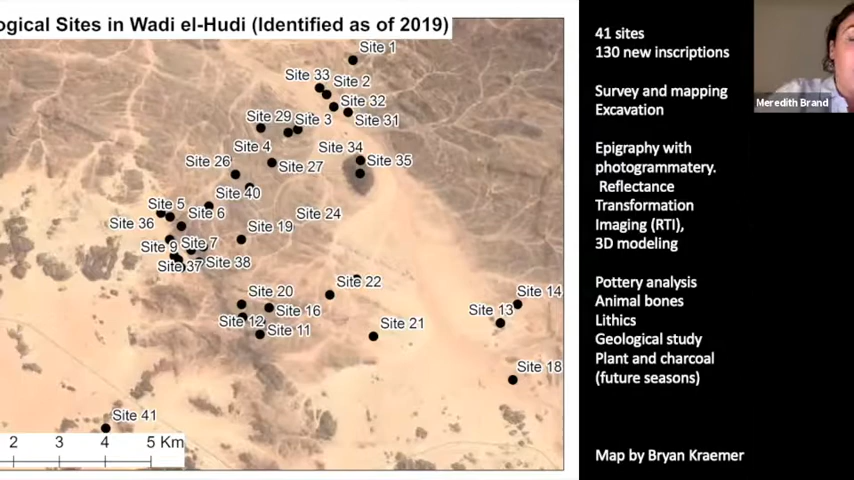 ogical Sites in Wadi el-Hudi (Identified as of 2019)
Site 1
Site 33
Site 2
Site 32
Site 29
Site 3
Site 31
Site 4
Site 34
Site 26
Site 27
Site 35
Site 40
Site 5
Site 6
Site 24
Site 36
Site 19
Site 9
Site 7
Site 37
Site 38
Site 22
Site 20
Site 14
Site 16
Site 13
Site 12
Site 11
Site 21
Site 18
Site 41
2 3 4 5 Km
41 sites
130 new inscriptions
Survey and mapping
Excavation
Epigraphy with
photogrammatery.
Reflectance
Transformation
Imaging (RTI),
3D modeling
Pottery analysis
Animal bones
Lithics
Geological study
Plant and charcoal
(future seasons)
Map by Bryan Kraemer
Meredith Brand